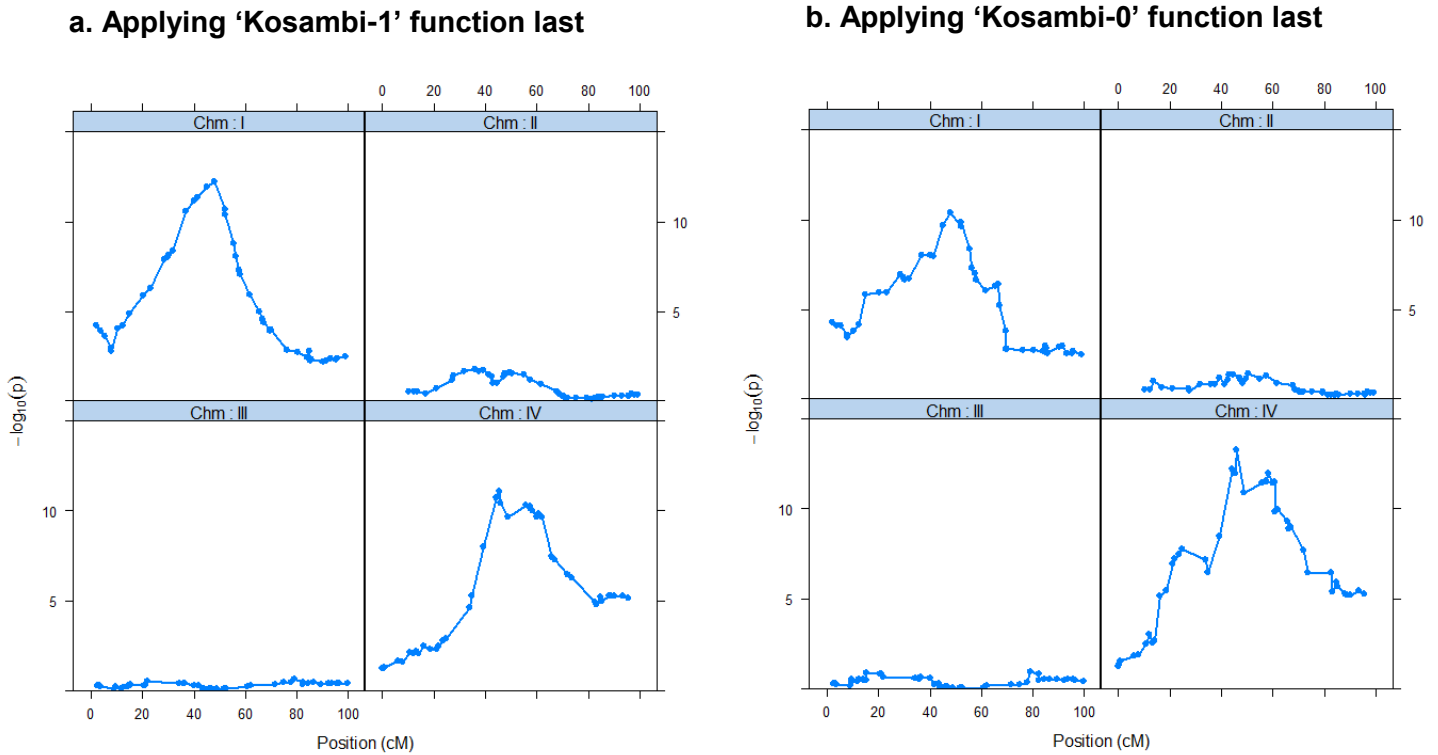 a. Applying ‘Kosambi-1’ function last
b. Applying ‘Kosambi-0’ function last
0 20 40 60 80 100
Chm : I
Chm : II
10
5
Chm : III
Chm : IV
10
5
0 20 40 60 80 100
− log10(p)
Position (cM)
0 20 40 60 80 100
Chm : I
Chm : II
10
5
Chm : III
Chm : IV
10
5
0 20 40 60 80 100
− log10(p)
Position (cM)